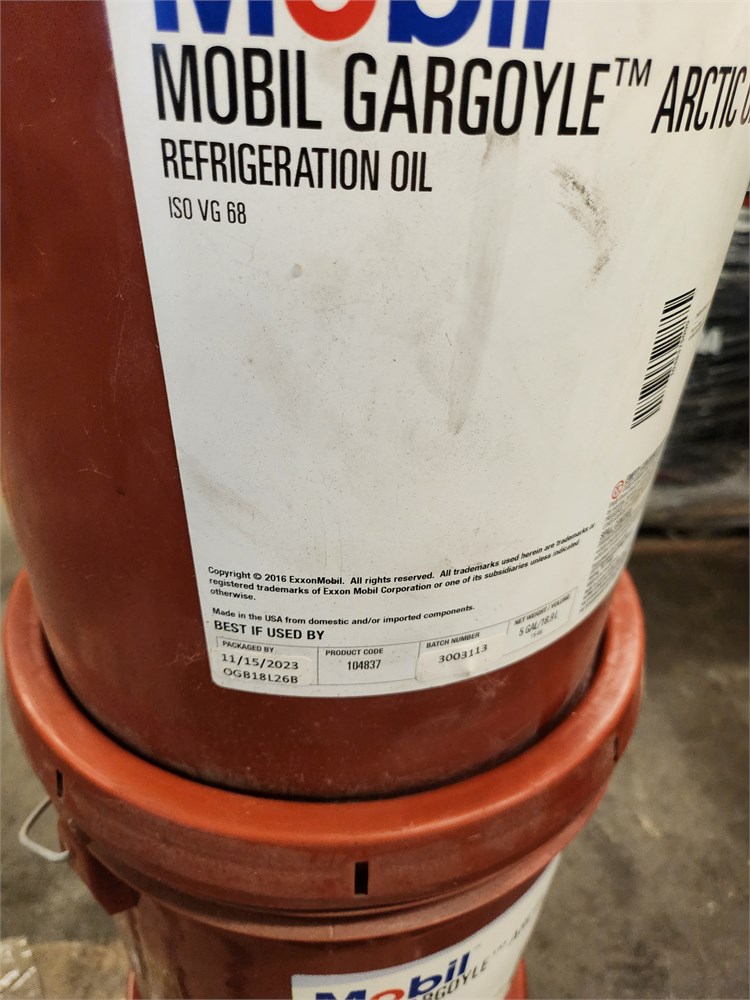 Mobil
MOBIL GARGOYLE™ ARCTIC
REFRIGERATION OIL
ISO VG 68
Copyright © 2016 ExxonMobil. All rights reserved. All trademarks used herein are trademarks or
registered trademarks of Exxon Mobil Corporation or one of its subsidiaries unless indicated
otherwise.
Made in the USA from domestic and/or imported components.
BEST IF USED BY
PACKAGED BY
11/15/2023
OGB18L26B
PRODUCT CODE
104837
BATCH NUMBER
3003113
NET WEIGHT / VOLUME
5 GAL/18.9 L
Mobil